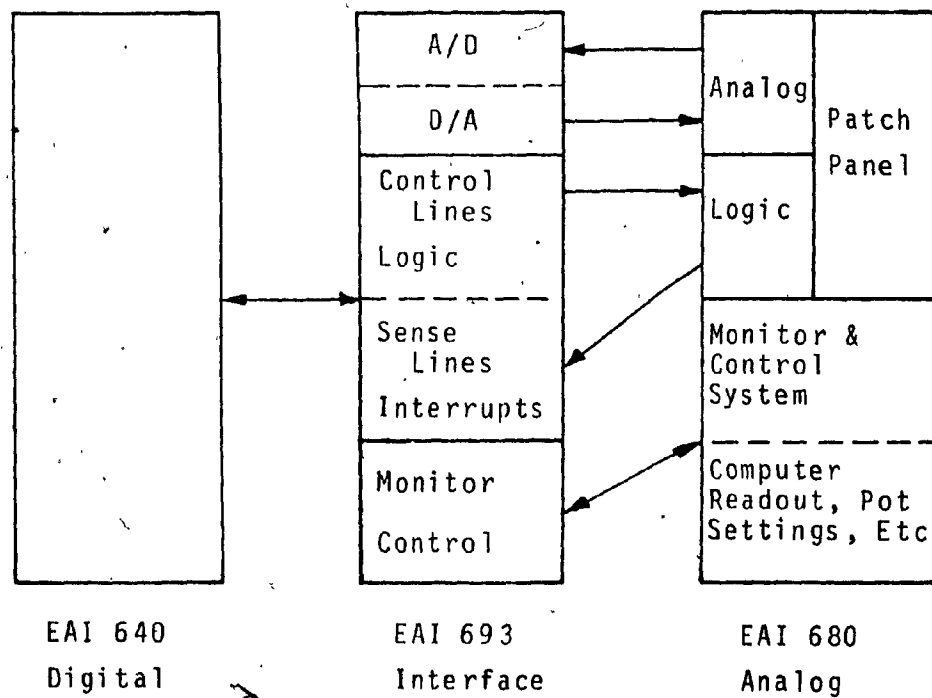 A/D
D/A
Control
Lines
Logic
Sense
Lines
Interrupts
Monitor
Control
Analog
Patch
Panel
Logic
Monitor &
Control
System
Computer
Readout, Pot
Settings, Etc
EAI 640
Digital
EAI 693
Interface
EAI 680
Analog